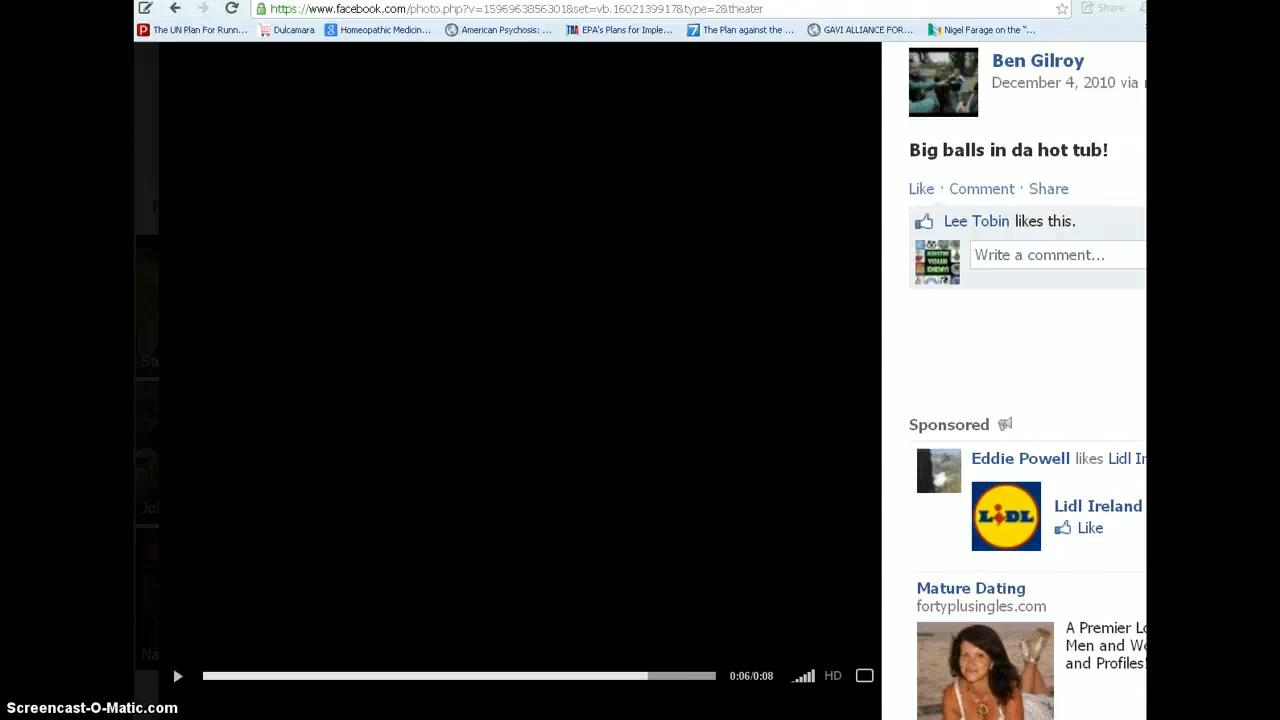 https://www.facebook.com/photo.php?v=1596963856301&set=vb.1602139917&type=2&theater
Share
The UN Plan For Runn...
Dulcamara
Homeopathic Medicin...
American Psychosis: ...
EPA's Plans for Imple...
The Plan against the ...
GAVI ALLIANCE FOR...
Nigel Farage on the "...
Ben Gilroy
December 4, 2010 via
Big balls in da hot tub!
Like · Comment · Share
Lee Tobin likes this.
KNOW YOUR ENEMY
Write a comment...
Sponsored
Eddie Powell likes Lidl Ir
LIDL
Lidl Ireland
Like
Mature Dating
fortyplusingles.com
A Premier Lo
Men and Wo
and Profiles!
0:06/0:08
HD
Screencast-O-Matic.com